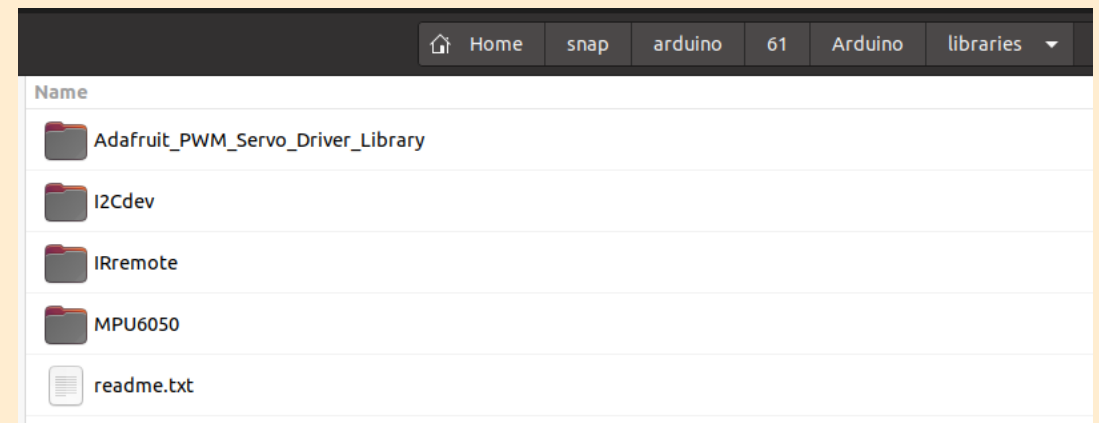 Home snap arduino 61 Arduino libraries
Name
Adafruit_PWM_Servo_Driver_Library
I2Cdev
IRremote
MPU6050
readme.txt